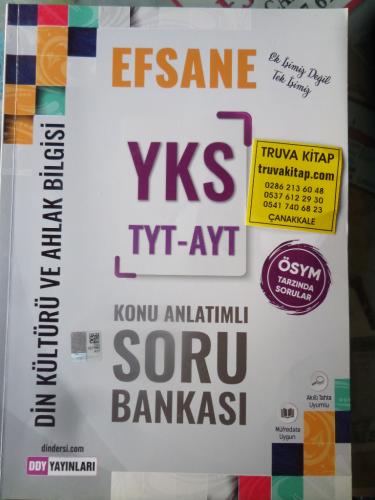 EFSANE
Ek İşimiz Değil
Tek İşimiz
YKS
TYT-AYT
TRUVA KİTAP
truvakitap.com
0286 213 60 48
0537 612 29 30
0541 740 68 23
ÇANAKKALE
ÖSYM
TARZINDA
SORULAR
KONU ANLATIMLI
SORU
BANKASI
DİN KÜLTÜRÜ VE AHLAK BİLGİSİ
Akıllı Tahta
Uyumlu
Müfredata
Uygun
dindersi.com
DDY YAYINLARI